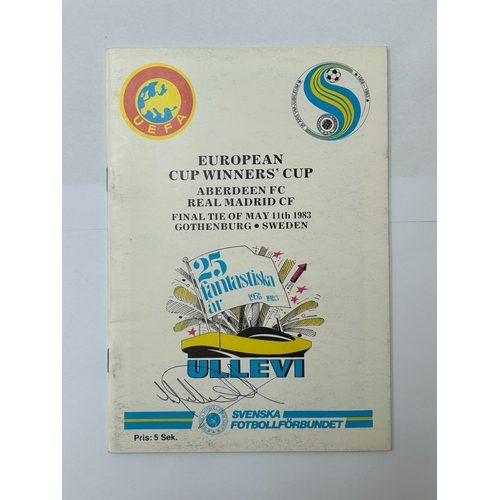 UEFA
EUROPEAN
CUP WINNERS' CUP
ABERDEEN FC
REAL MADRID CF
FINAL TIE OF MAY 11th 1983
GOTHENBURG • SWEDEN
25
fantastiska
år
1958 1983
ULLEVI
SVENSKA
FOTBOLLFÖRBUNDET
Pris: 5 Sek.